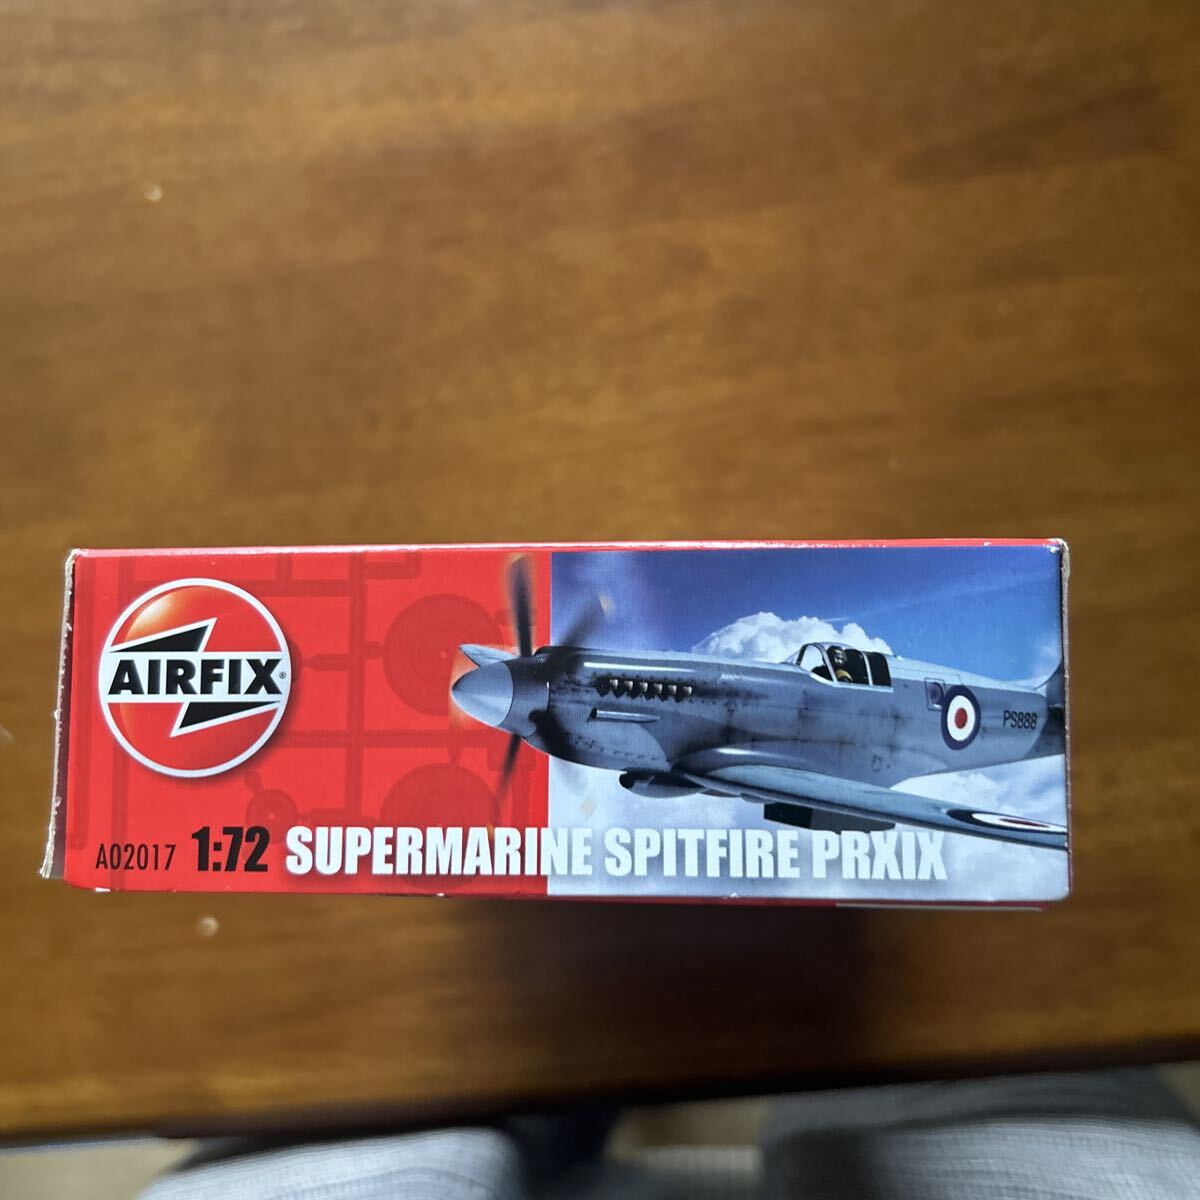 AIRFIX®
PS888
A02017 1:72 SUPERMARINE SPITFIRE PRXIX